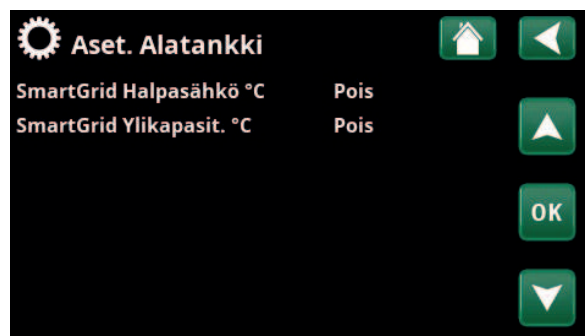 Aset. Alatankki
SmartGrid Halpasähkö °C Pois
SmartGrid Ylikapasit. °C Pois
OK